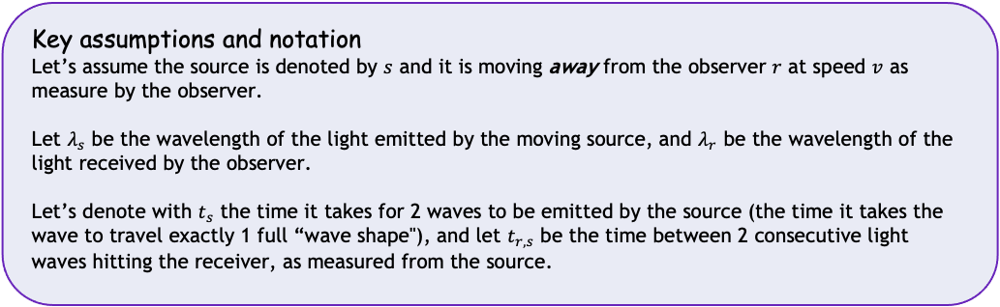 Key assumptions and notation
Let’s assume the source is denoted by 𝑠 and it is moving away from the observer 𝑟 at speed 𝑣 as
measure by the observer.
Let 𝜆ₛ be the wavelength of the light emitted by the moving source, and 𝜆ᵣ be the wavelength of the
light received by the observer.
Let’s denote with 𝑡ₛ the time it takes for 2 waves to be emitted by the source (the time it takes the
wave to travel exactly 1 full “wave shape"), and let 𝑡ᵣ,ₛ be the time between 2 consecutive light
waves hitting the receiver, as measured from the source.